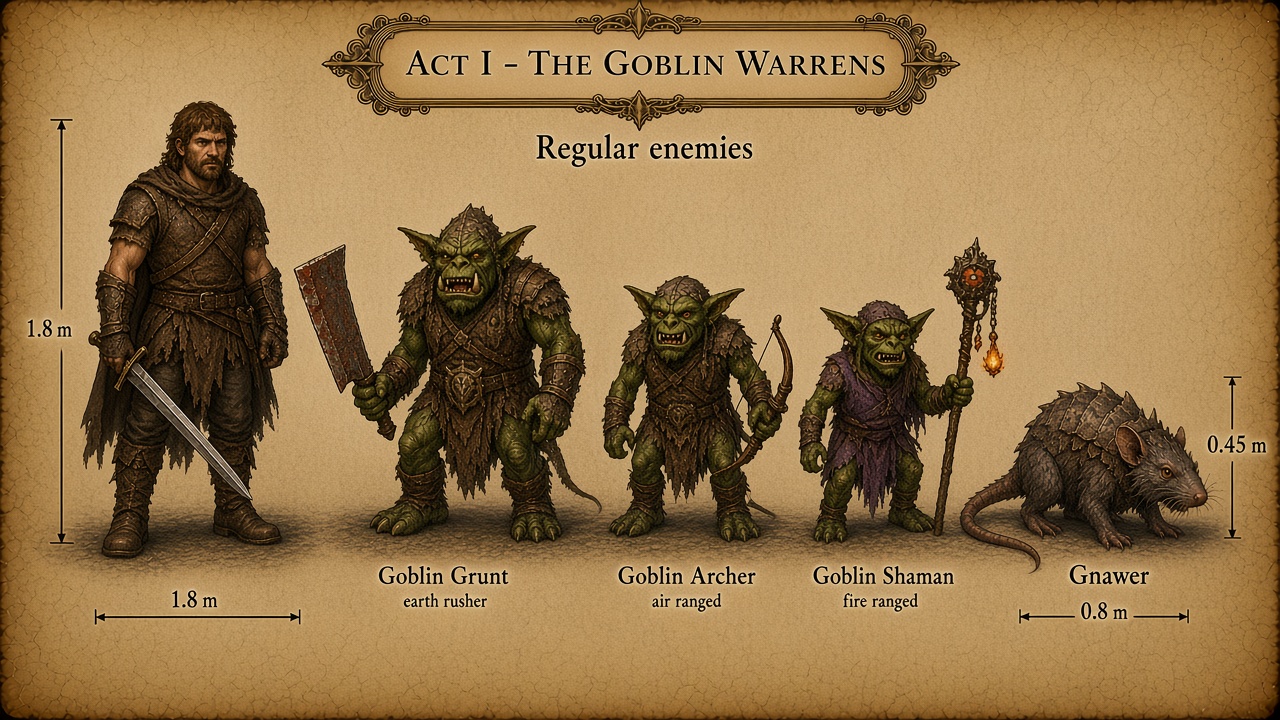 Act I – The Goblin Warrens
Regular enemies
1.8 m
0.45 m
Goblin Grunt
earth rusher
Goblin Archer
air ranged
Goblin Shaman
fire ranged
Gnawer
1.8 m
0.8 m